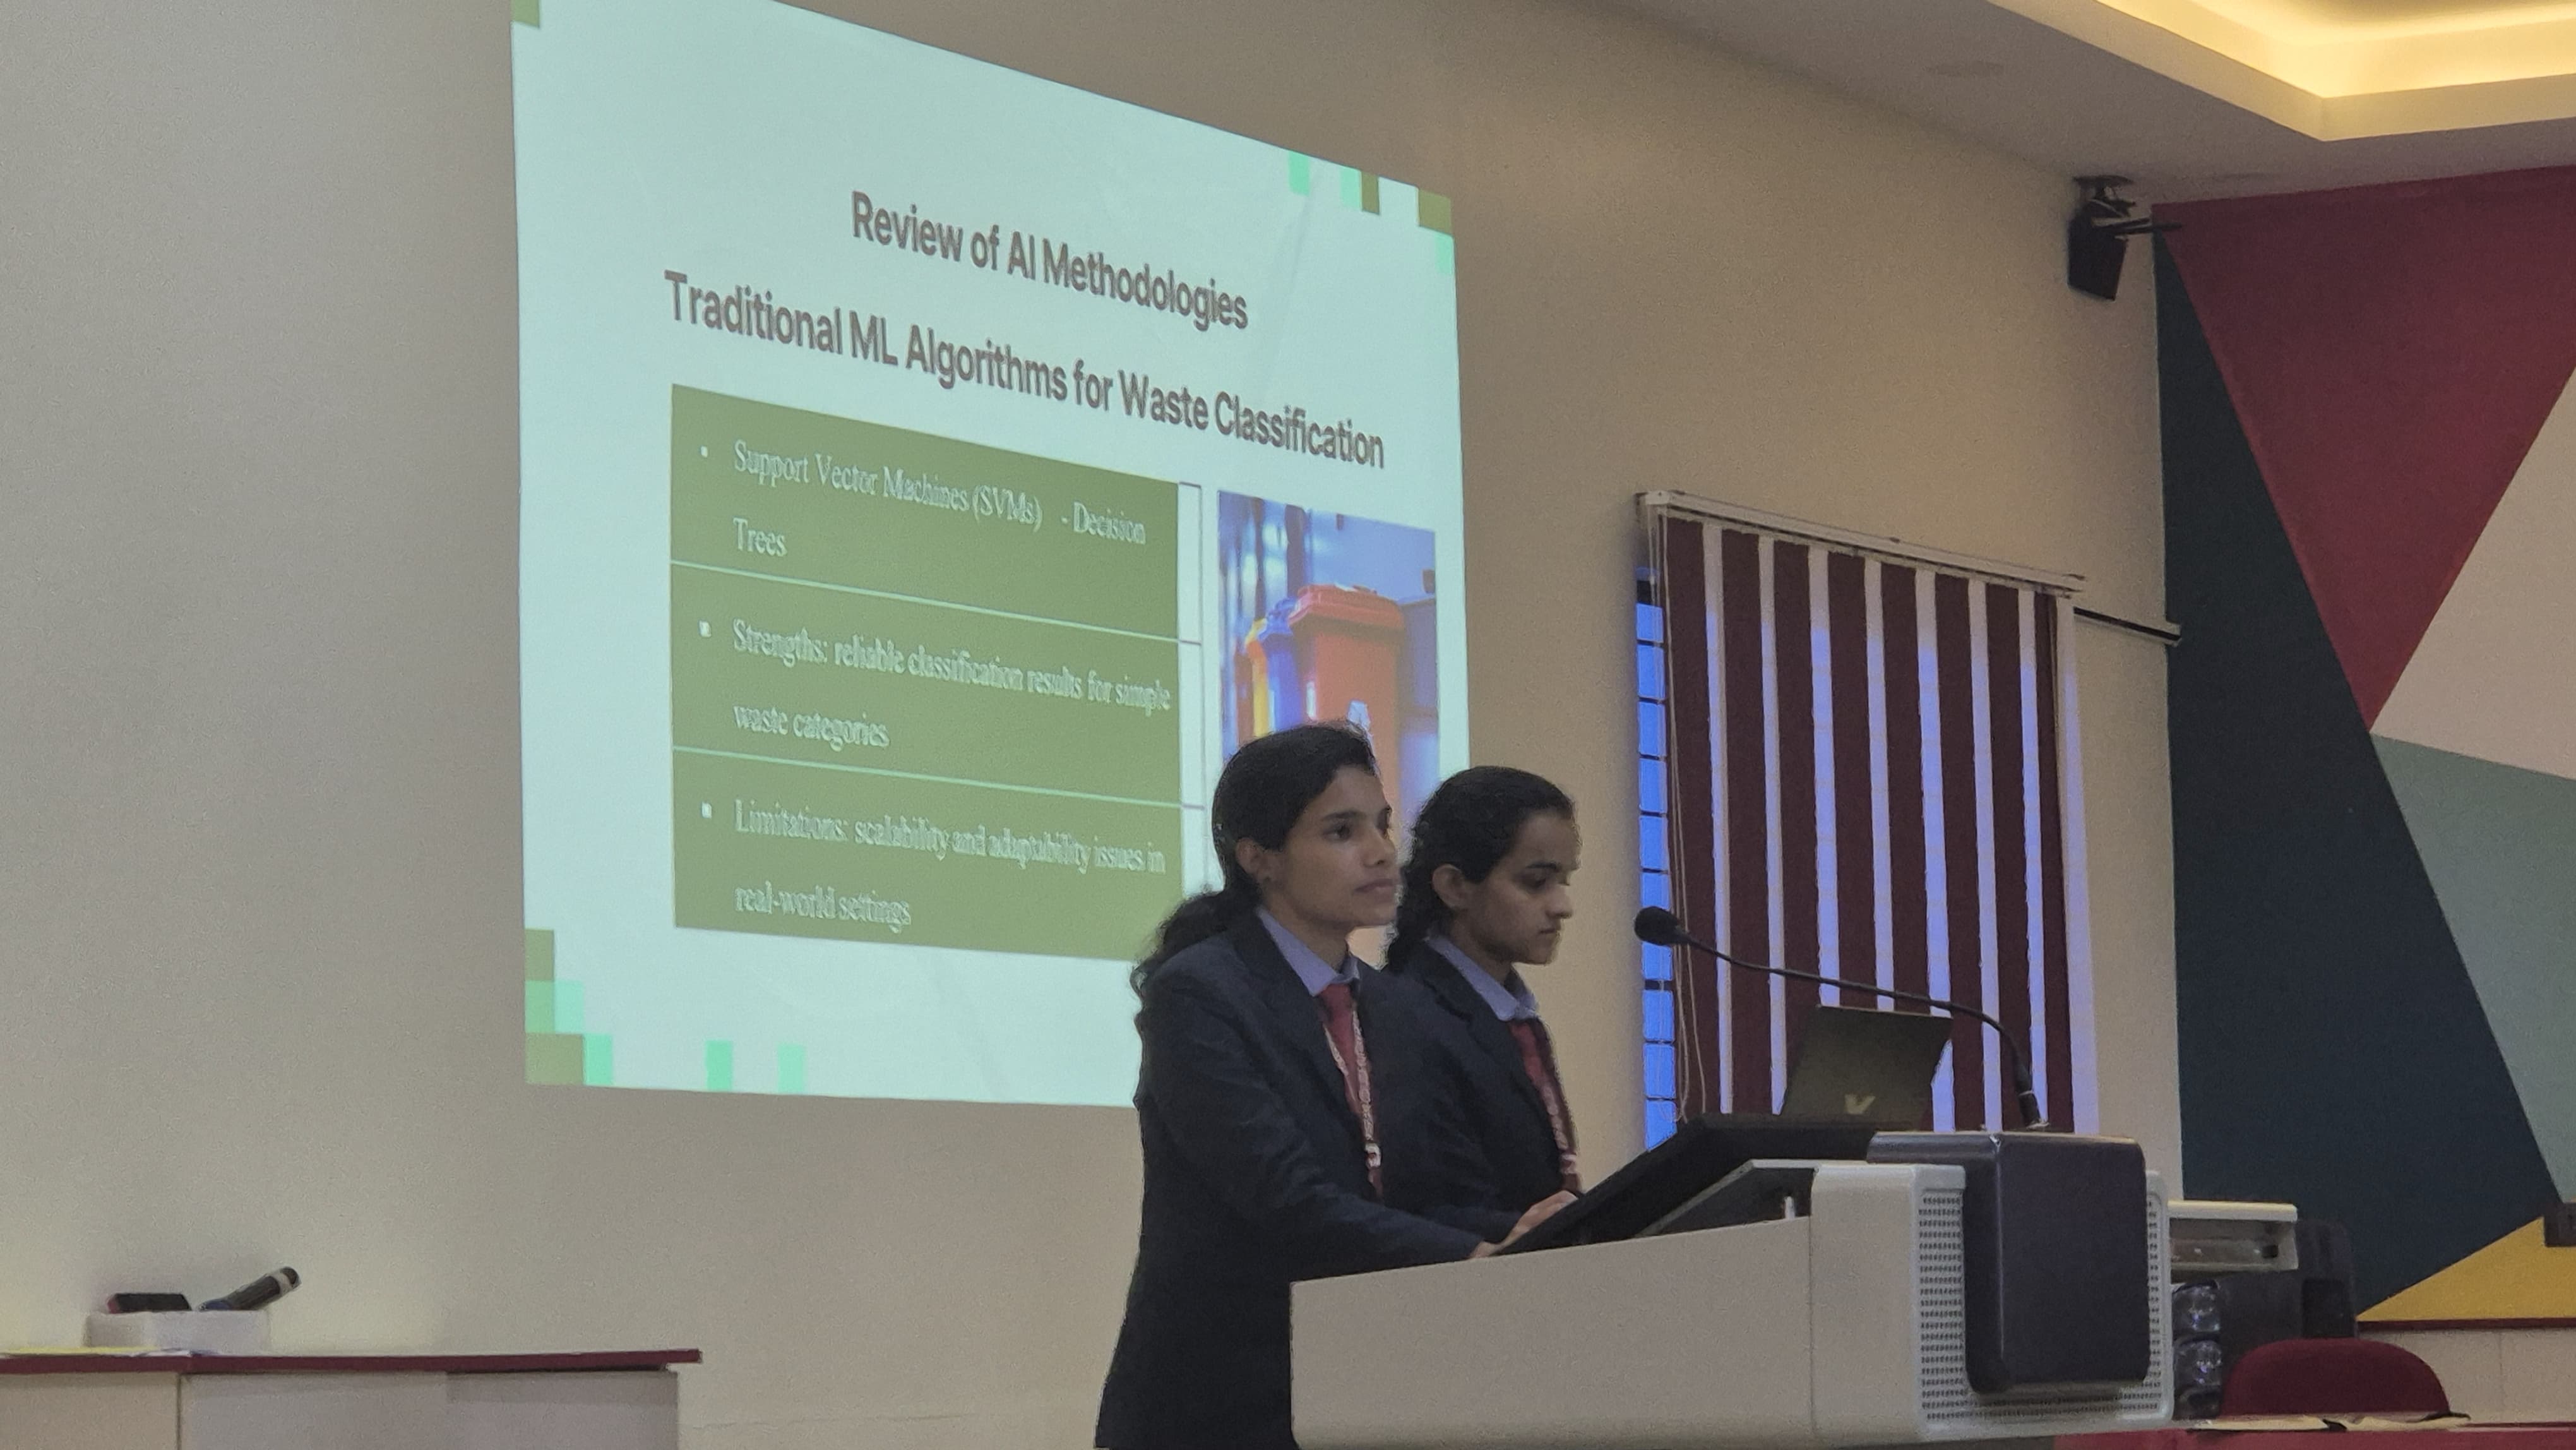 Review of AI Methodologies
Traditional ML Algorithms for Waste Classification
▪ Support Vector Machines (SVMs) - Decision
Trees
▪ Strengths: reliable classification results for simple
waste categories
▪ Limitations: scalability and adaptability issues in
real-world settings